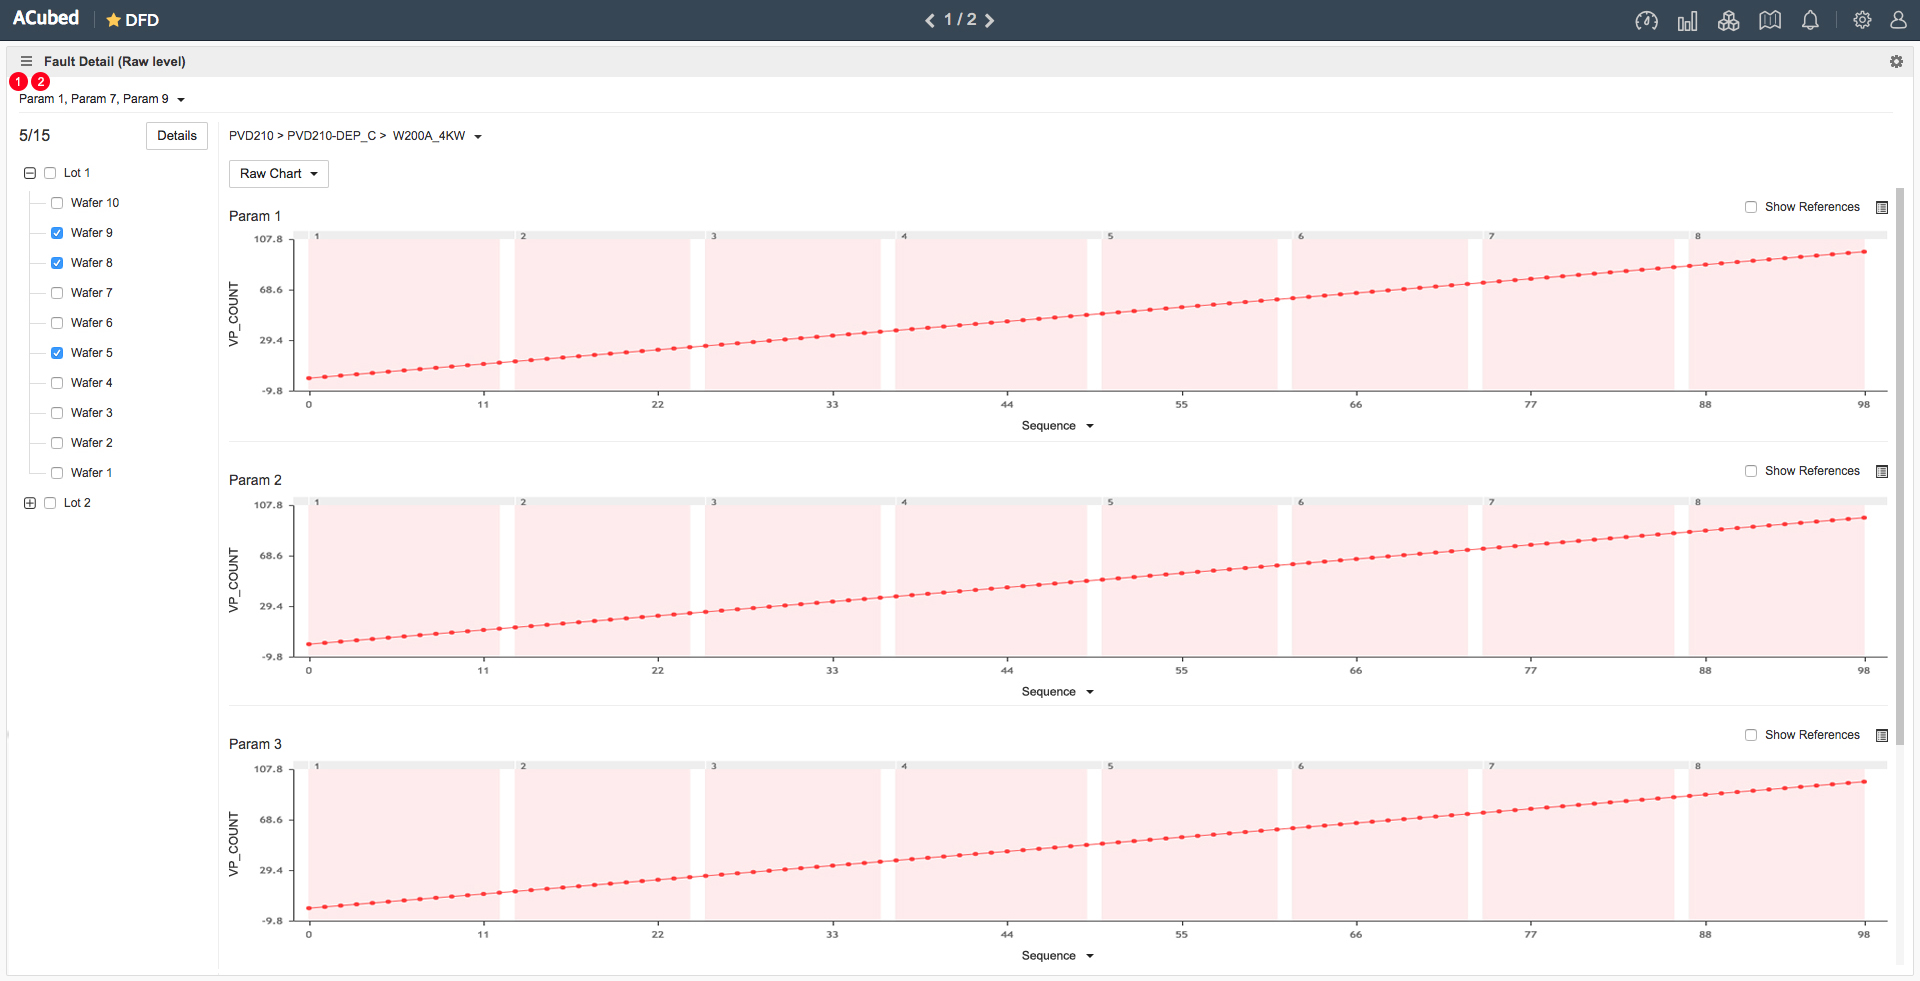 ACubed DFD 1 / 2
Fault Detail (Raw level)
1 2
Param 1, Param 7, Param 9
5/15 Details
Lot 1
Wafer 10
Wafer 9
Wafer 8
Wafer 7
Wafer 6
Wafer 5
Wafer 4
Wafer 3
Wafer 2
Wafer 1
Lot 2
PVD210 > PVD210-DEP_C > W200A_4KW
Raw Chart
Param 1 Show References
1 2 3 4 5 6 7 8
107.8
68.6
29.4
-9.8
VP_COUNT
0 11 22 33 44 55 66 77 88 98
Sequence
Param 2 Show References
1 2 3 4 5 6 7 8
107.8
68.6
29.4
-9.8
VP_COUNT
0 11 22 33 44 55 66 77 88 98
Sequence
Param 3 Show References
1 2 3 4 5 6 7 8
107.8
68.6
29.4
-9.8
VP_COUNT
0 11 22 33 44 55 66 77 88 98
Sequence